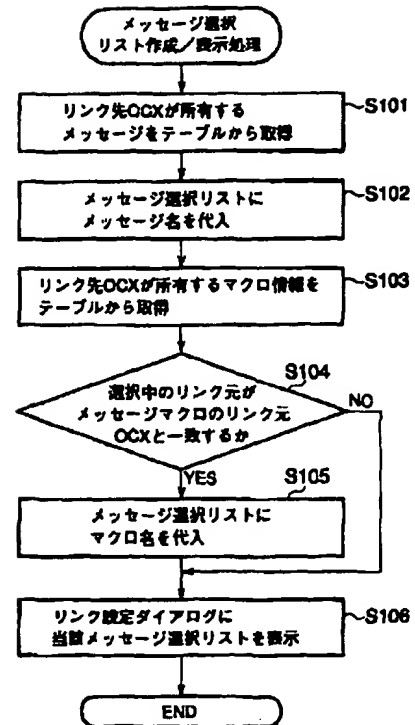 メッセージ選択
リスト作成/表示処理
リンク先OCXが所有する
メッセージをテーブルから取得
S101
メッセージ選択リストに
メッセージ名を代入
S102
リンク先OCXが所有するマクロ情報を
テーブルから取得
S103
S104
選択中のリンク元が
メッセージマクロのリンク元
OCXと一致するか
NO
YES
S105
メッセージ選択リストに
マクロ名を代入
リンク設定ダイアログに
当該メッセージ選択リストを表示
S106
END